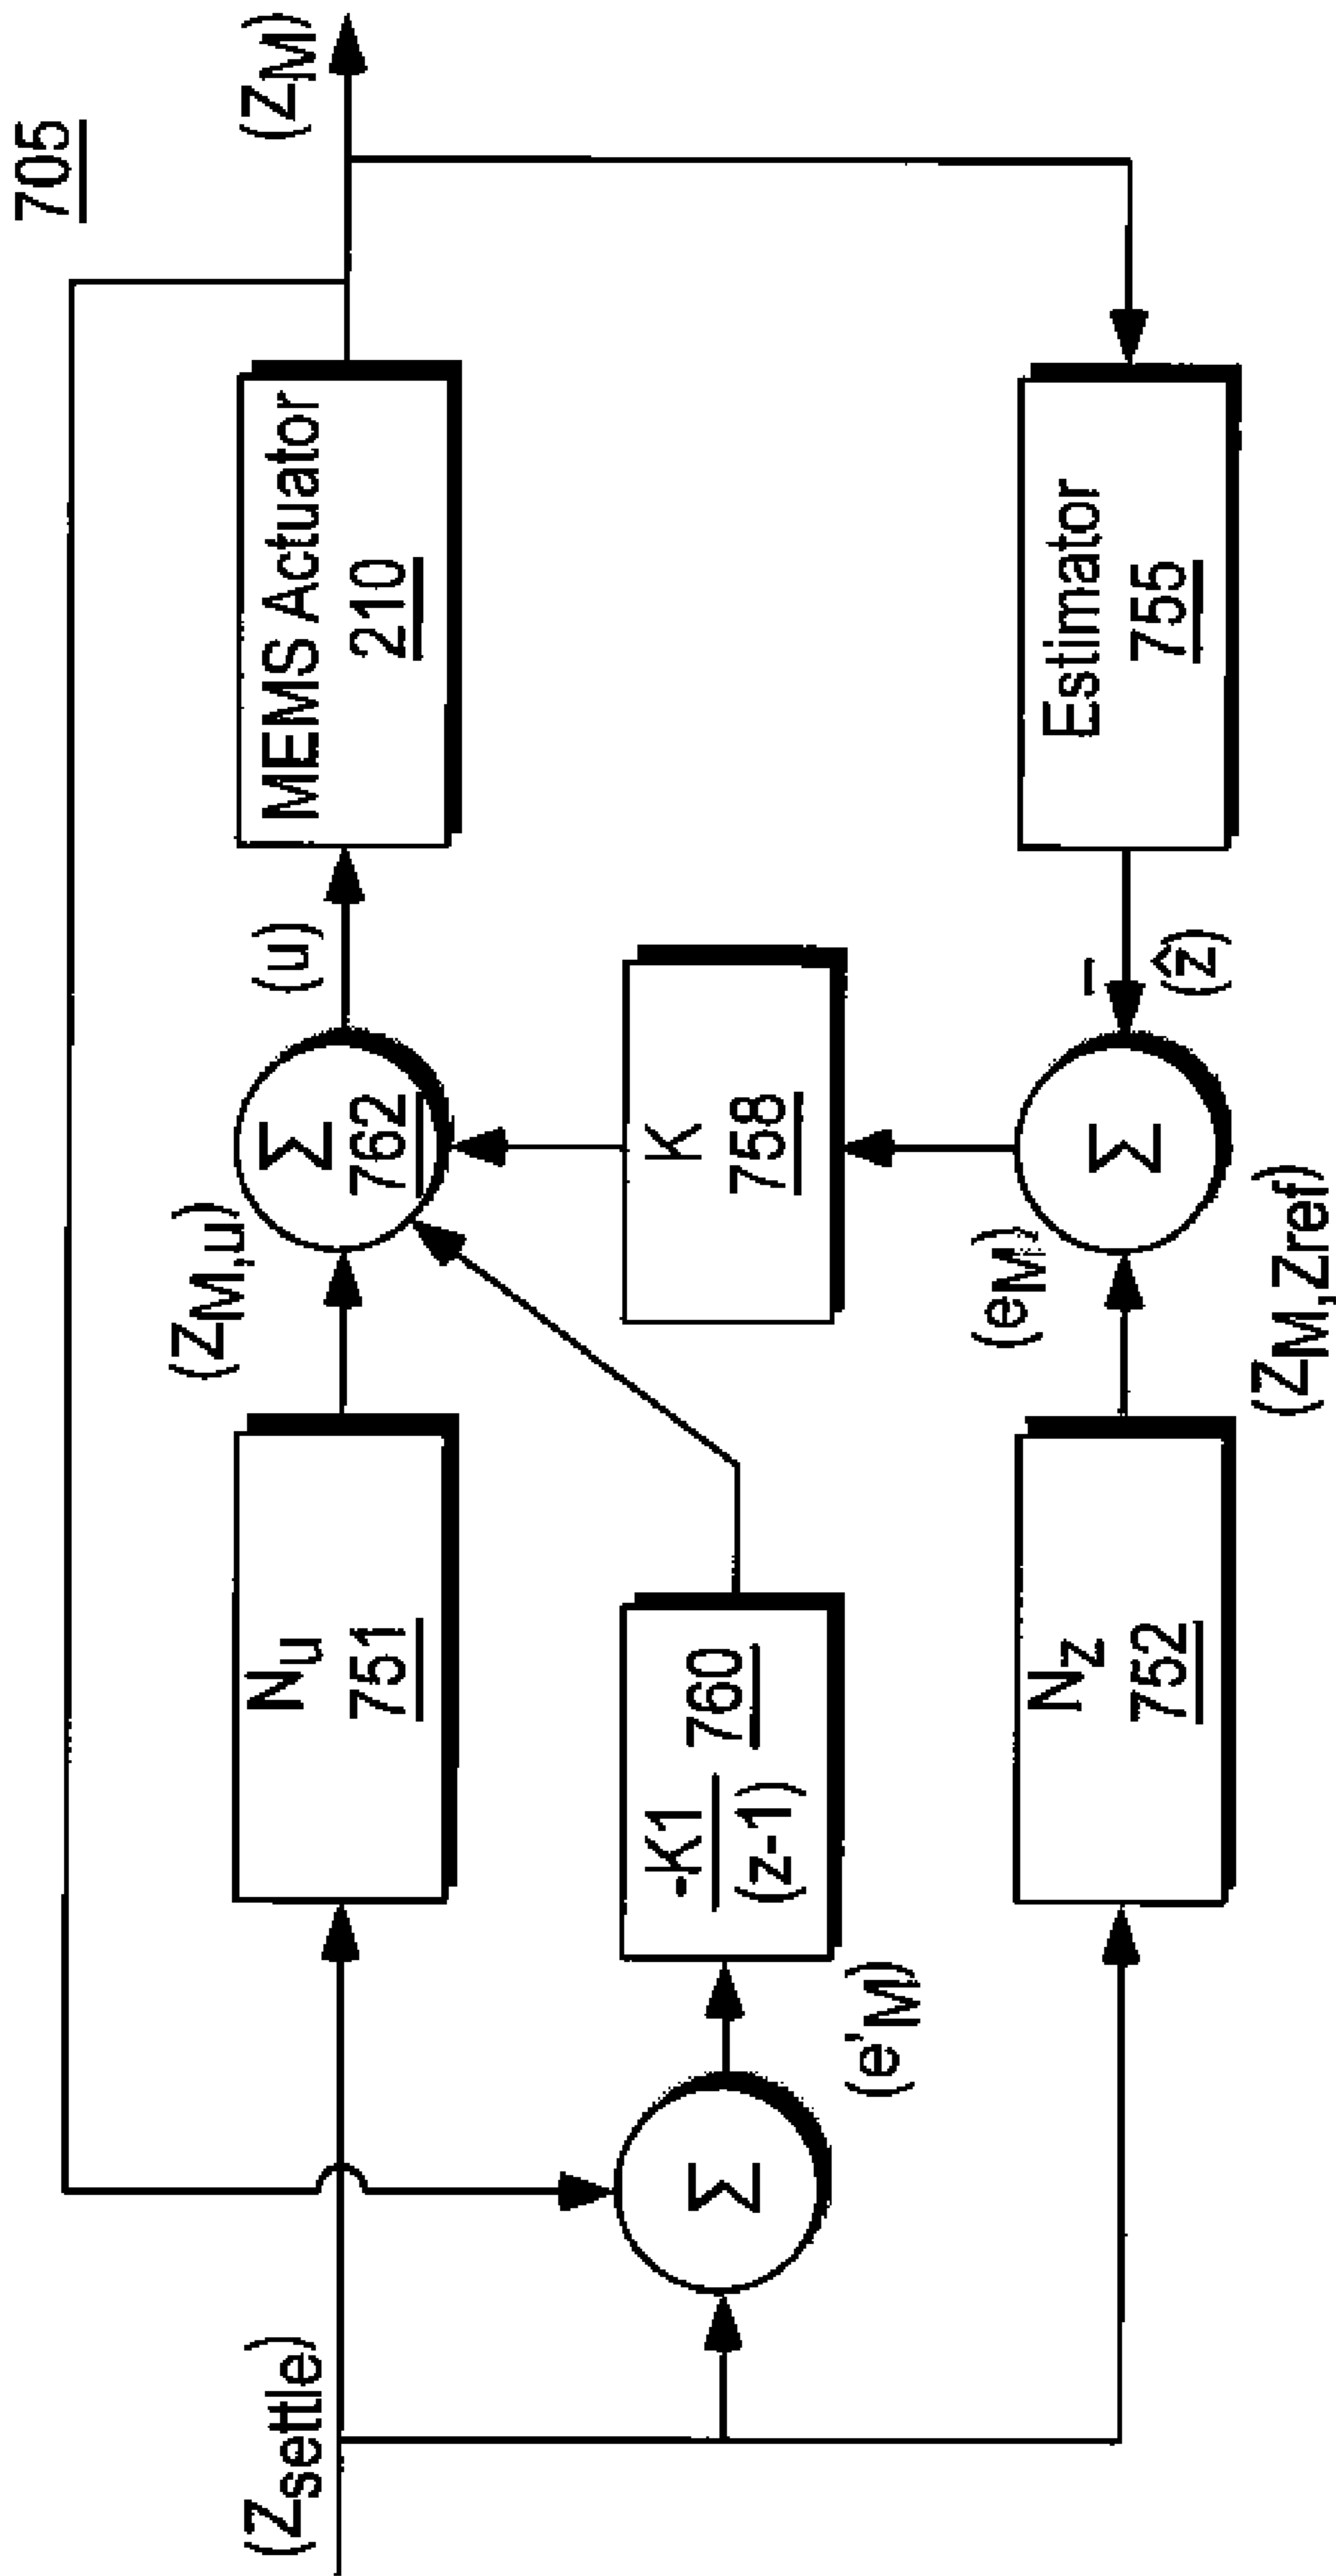 705
(Zsettle)
Nu
751
(ZM,u)
Σ
762
(u)
MEMS Actuator
210
(ZM)
Σ
(e'M)
-K1
(z-1)
760
K
758
Nz
752
(eM)
(ZM,Zref)
Σ
-
(ẑ)
Estimator
755